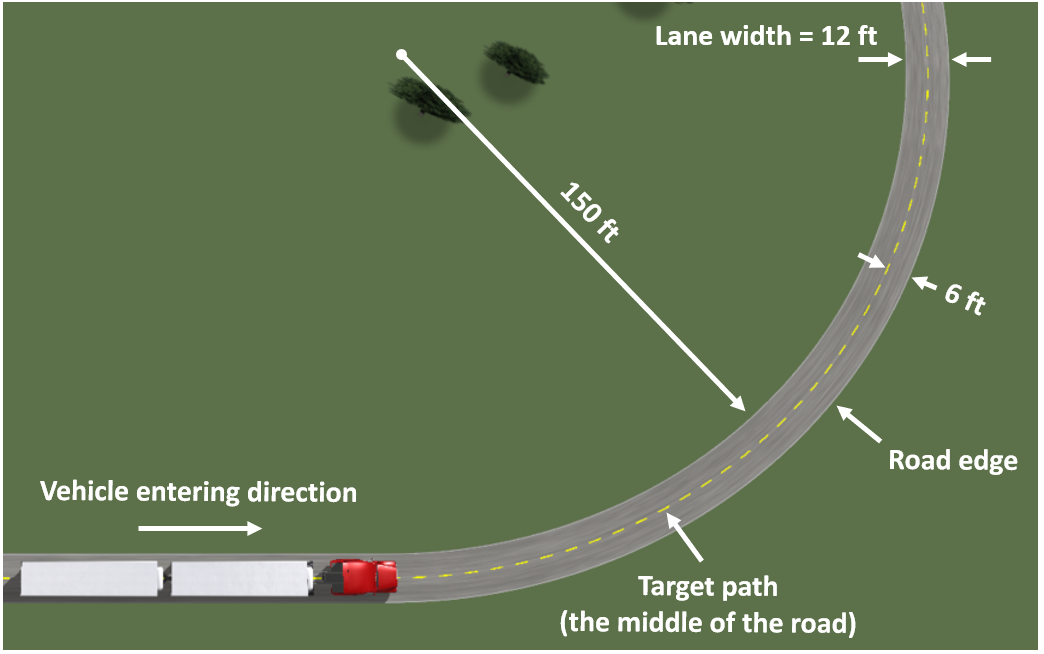 Lane width = 12 ft
150 ft
6 ft
Road edge
Vehicle entering direction
Target path
(the middle of the road)